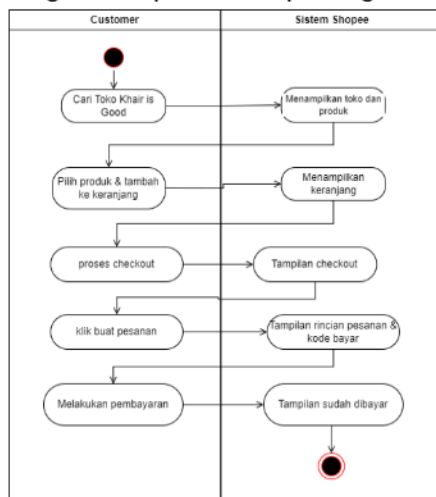 Customer
Sistem Shopee
Cari Toko Khair is
Good
Menampilkan toko dan
produk
Pilih produk & tambah
ke keranjang
Menampilkan
keranjang
proses checkout
Tampilan checkout
klik buat pesanan
Tampilan rincian pesanan &
kode bayar
Melakukan pembayaran
Tampilan sudah dibayar